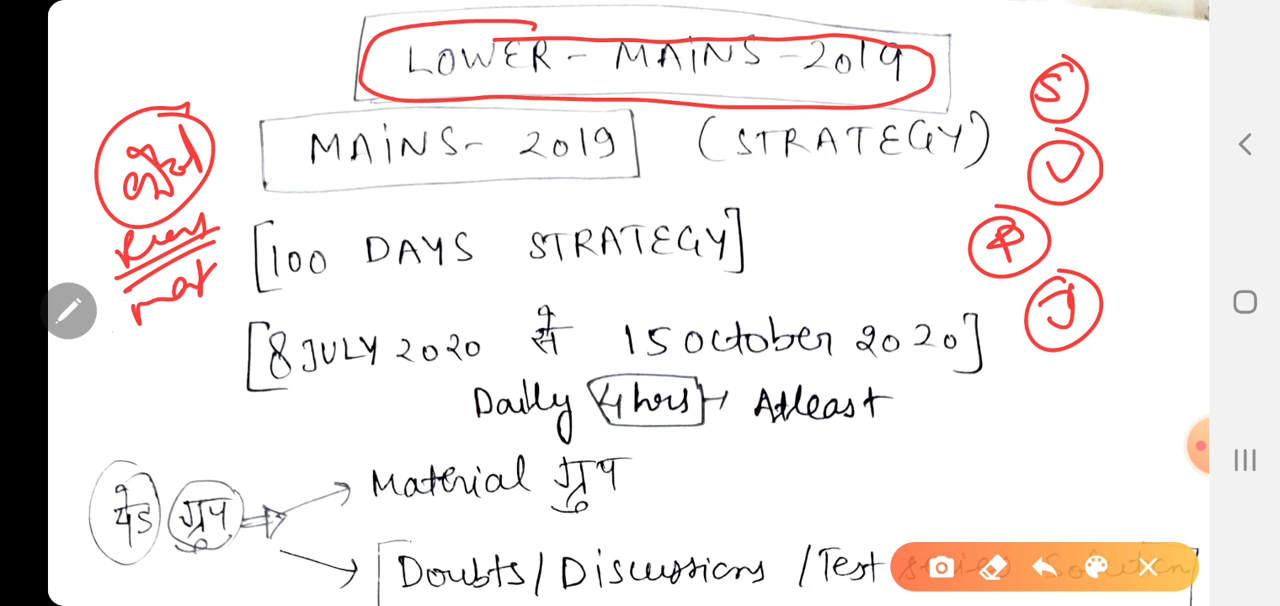 LOWER - MAINS - 2019
MAINS - 2019 (STRATEGY)
[100 DAYS STRATEGY]
[8 JULY 2020 से 15 October 2020]
Daily 4 hors → Atleast
पेड ग्रुप ⇒ → Material ग्रुप
→ [Doubts / Discussions / Test
S
V
J